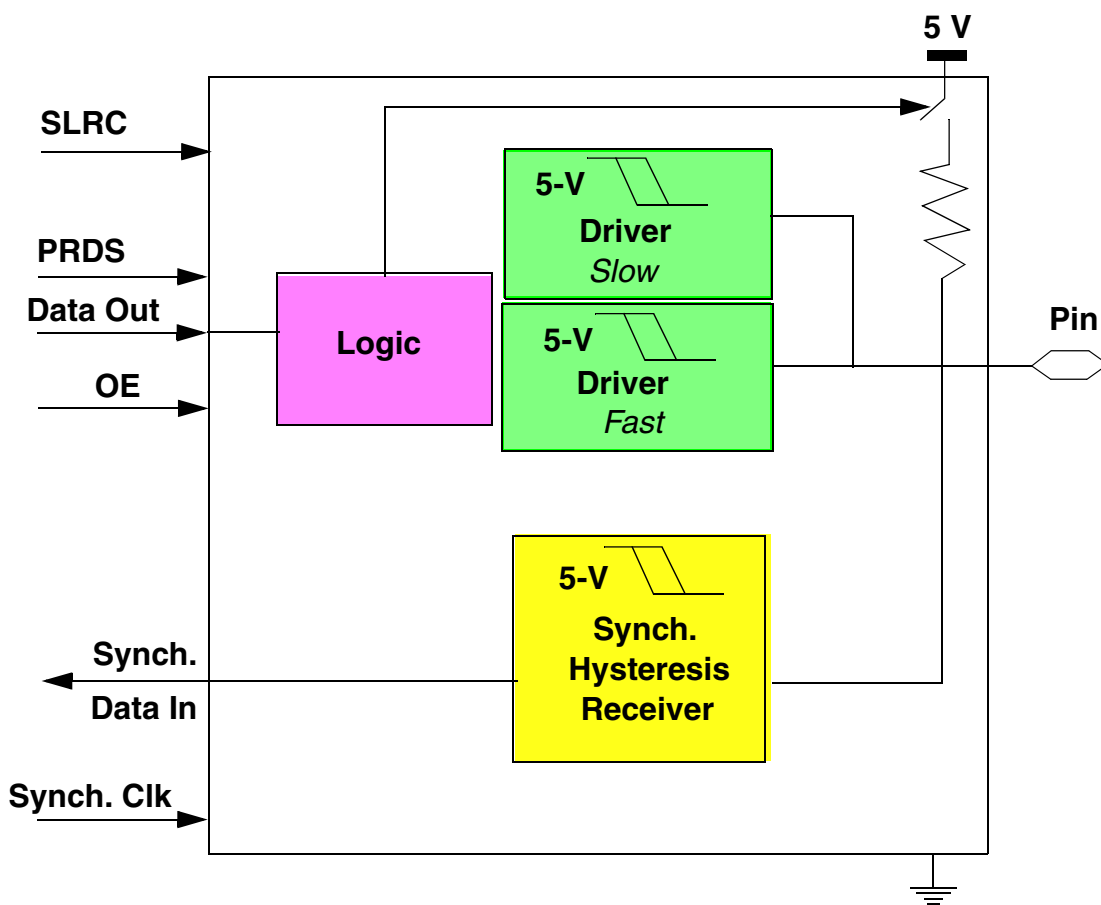 5 V
SLRC
5-V
Driver
Slow
PRDS
Data Out
Logic
5-V
Driver
Fast
Pin
OE
5-V
Synch.
Hysteresis
Receiver
Synch.
Data In
Synch. Clk